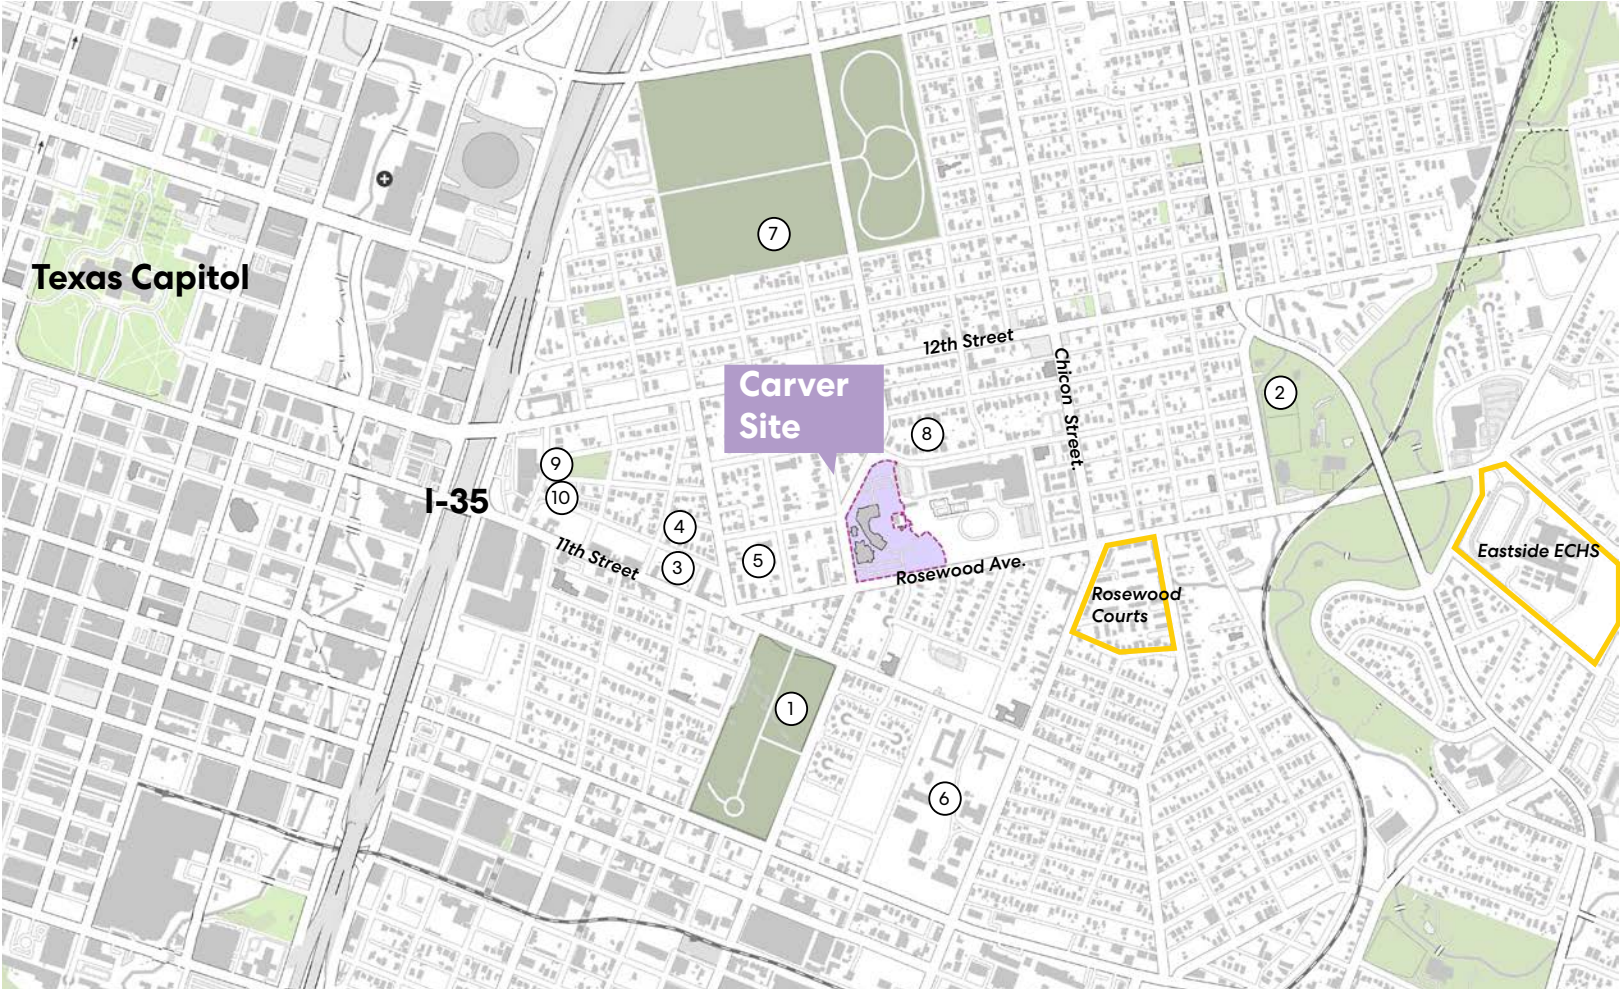 7
Texas Capitol
12th Street
Chicon Street.
Carver
Site
2
8
9
10
I-35
4
3
5
11th Street
Rosewood Ave.
Rosewood
Courts
Eastside ECHS
1
6